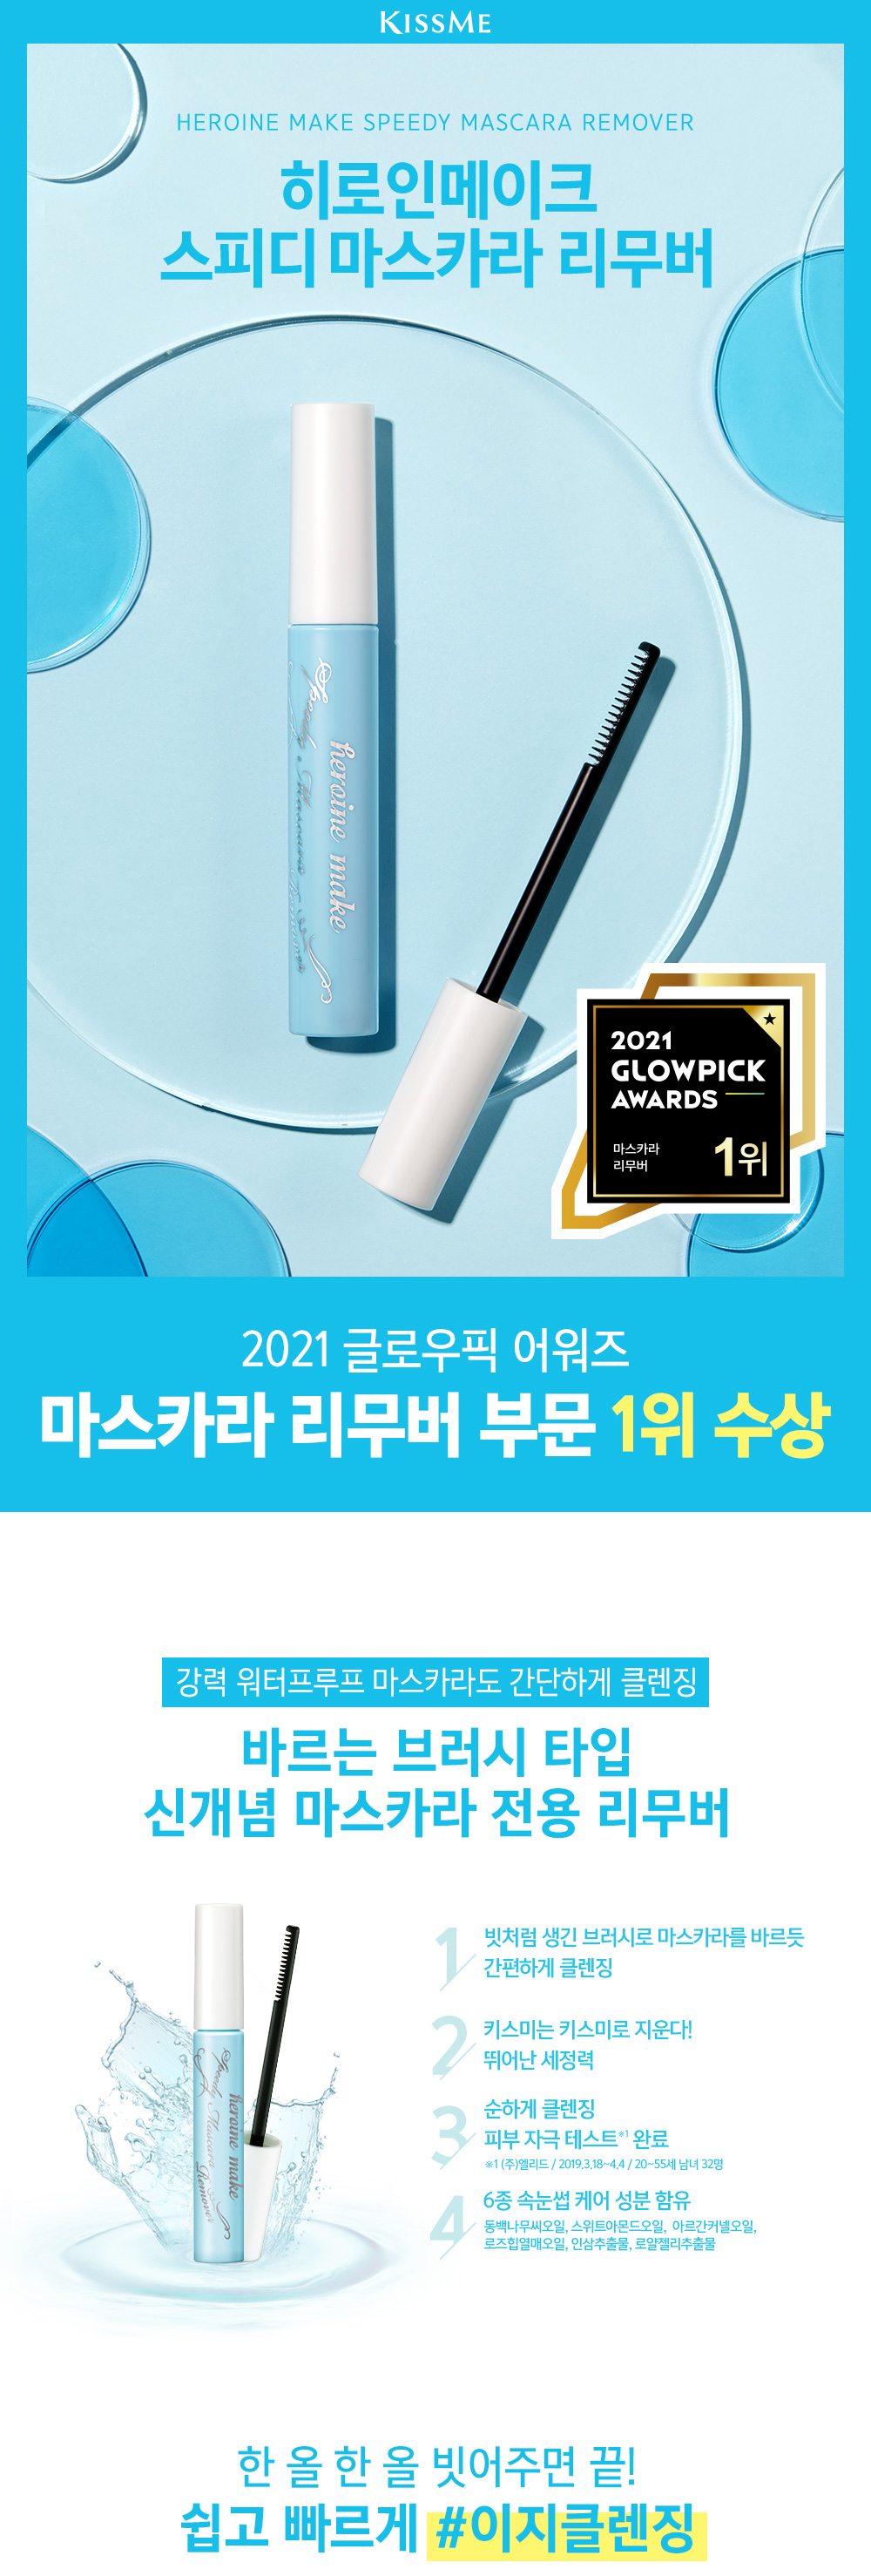 KISSME
HEROINE MAKE SPEEDY MASCARA REMOVER
히로인메이크
스피디 마스카라 리무버
heroine make
Speedy Mascara Remover
2021
GLOWPICK
AWARDS
마스카라
리무버
1위
2021 글로우픽 어워즈
마스카라 리무버 부문 1위 수상
강력 워터프루프 마스카라도 간단하게 클렌징
바르는 브러시 타입
신개념 마스카라 전용 리무버
heroine make
Speedy Mascara Remover
1 빗처럼 생긴 브러시로 마스카라를 바르듯
간편하게 클렌징
2 키스미는 키스미로 지운다!
뛰어난 세정력
3 순하게 클렌징
피부 자극 테스트※1 완료
※1 (주)엘리드 / 2019.3.18~4.4 / 20~55세 남녀 32명
4 6종 속눈썹 케어 성분 함유
동백나무씨오일, 스위트아몬드오일, 아르간커넬오일,
로즈힙열매오일, 인삼추출물, 로얄젤리추출물
한 올 한 올 빗어주면 끝!
쉽고 빠르게 #이지클렌징